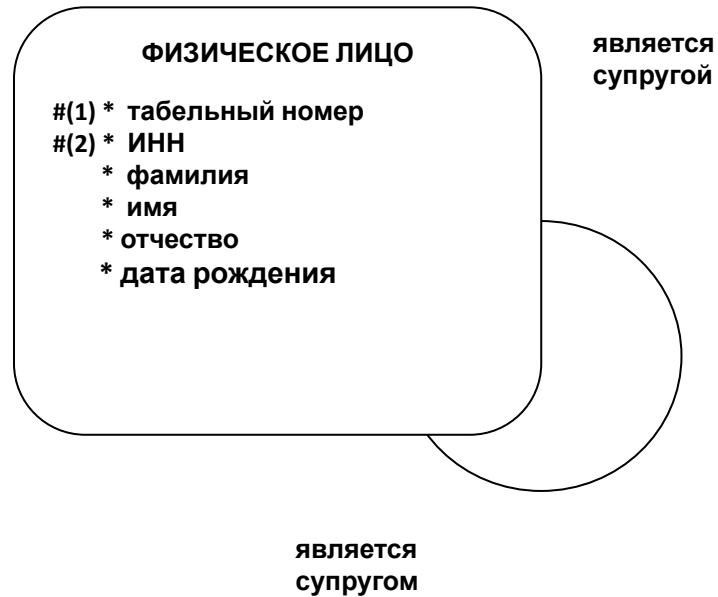 ФИЗИЧЕСКОЕ ЛИЦО
#(1) * табельный номер
#(2) * ИНН
* фамилия
* имя
* отчество
* дата рождения
является
супругой
является
супругом